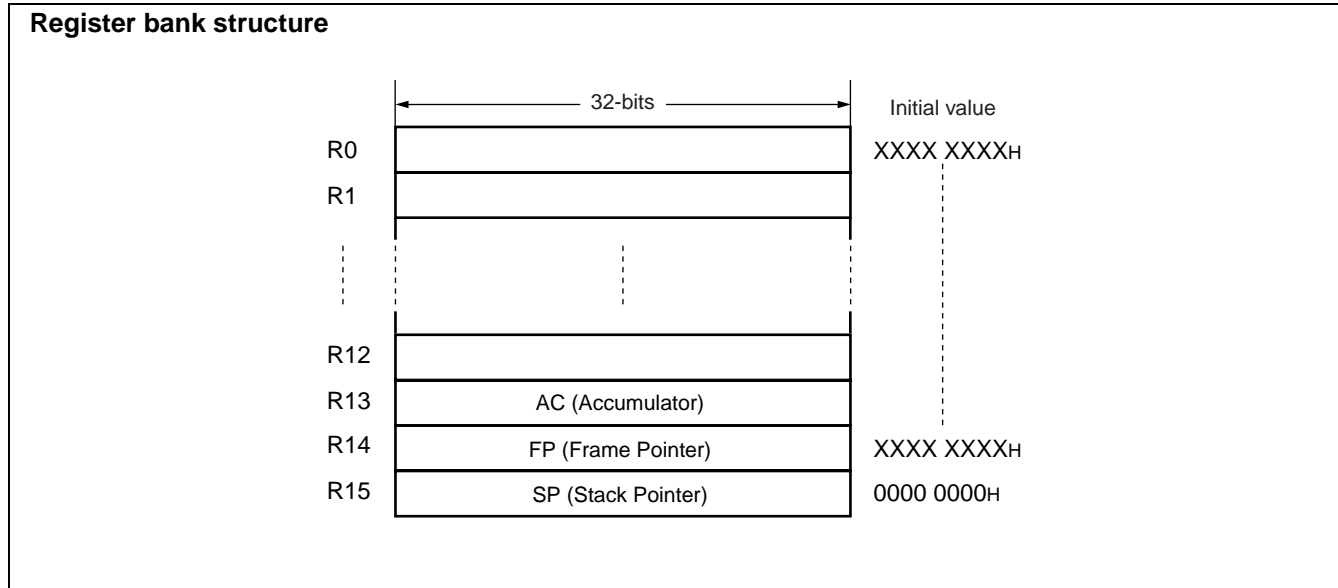 Register bank structure
32-bits
Initial value
R0 XXXX XXXXH
R1
R12
R13 AC (Accumulator)
R14 FP (Frame Pointer) XXXX XXXXH
R15 SP (Stack Pointer) 0000 0000H